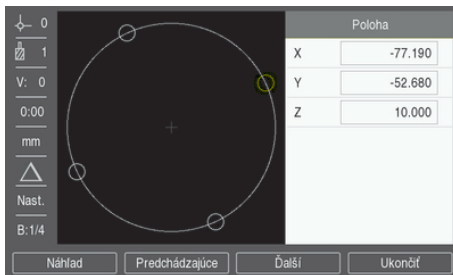 0
Poloha
1
X -77.190
V: 0
Y -52.680
0:00
Z 10.000
mm
Nast.
B:1/4
Náhľad Predchádzajúce Ďalší Ukončiť